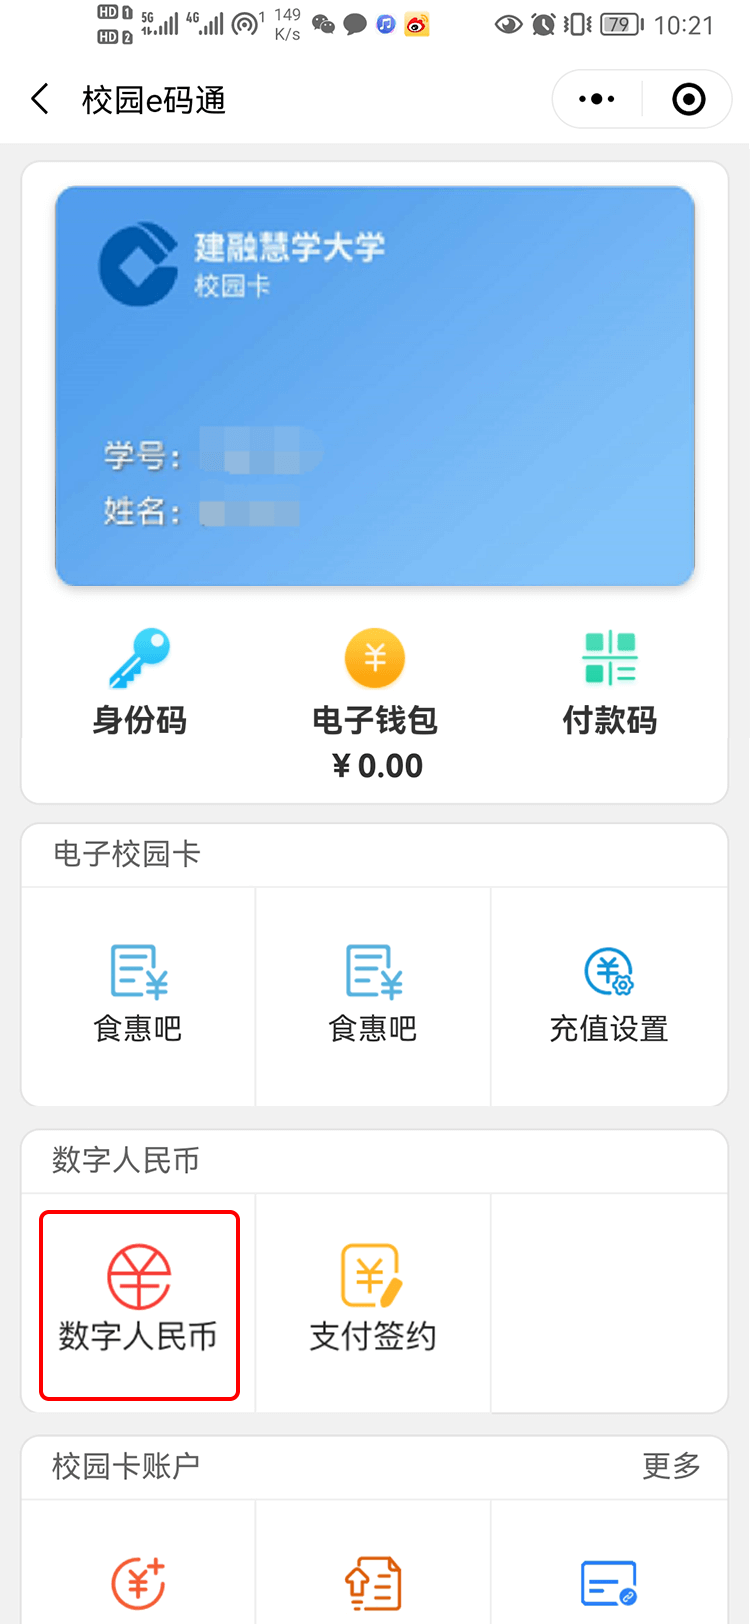 HD 1 5G 4G 1 149 79 10:21
HD 2 K/s
校园e码通
建融慧学大学
校园卡
学号：
姓名：
身份码 电子钱包 付款码
¥ 0.00
电子校园卡
食惠吧 食惠吧 充值设置
数字人民币
数字人民币 支付签约
校园卡账户 更多